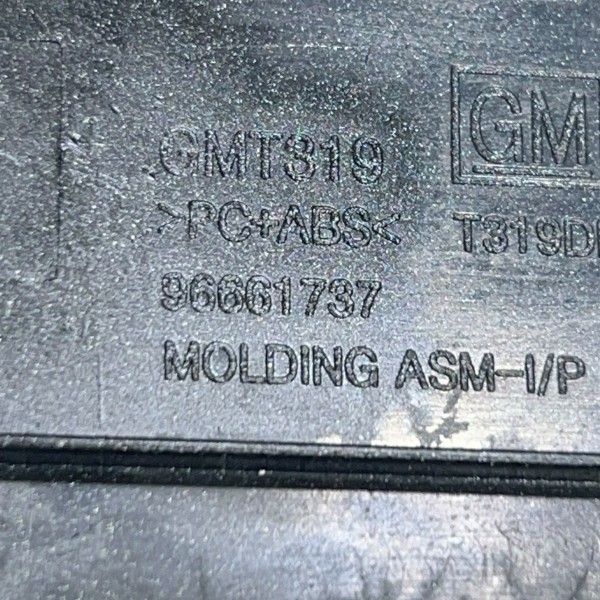 GMT319
GM
>PC+ABS<
96661737
MOLDING ASM-I/P